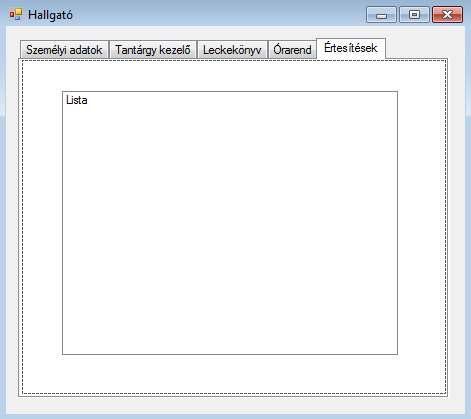 Hallgató
Személyi adatok Tantárgy kezelő Leckekönyv Órarend Értesítések
Lista